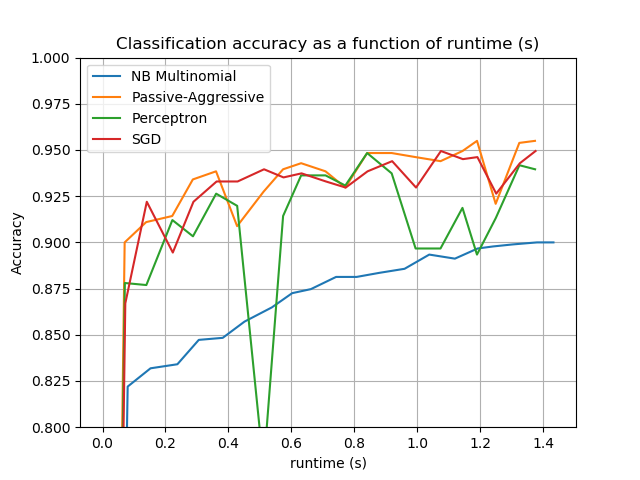 Classification accuracy as a function of runtime (s)
NB Multinomial
Passive-Aggressive
Perceptron
SGD
1.000
0.975
0.950
0.925
0.900
0.875
0.850
0.825
0.800
Accuracy
0.0 0.2 0.4 0.6 0.8 1.0 1.2 1.4
runtime (s)